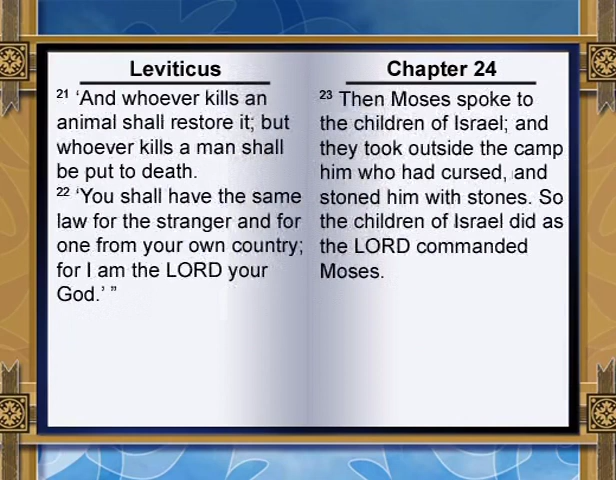 Leviticus
²¹ ‘And whoever kills an
animal shall restore it; but
whoever kills a man shall
be put to death.
²² ‘You shall have the same
law for the stranger and for
one from your own country;
for I am the LORD your
God.’ ”
Chapter 24
²³ Then Moses spoke to
the children of Israel; and
they took outside the camp
him who had cursed, and
stoned him with stones. So
the children of Israel did as
the LORD commanded
Moses.